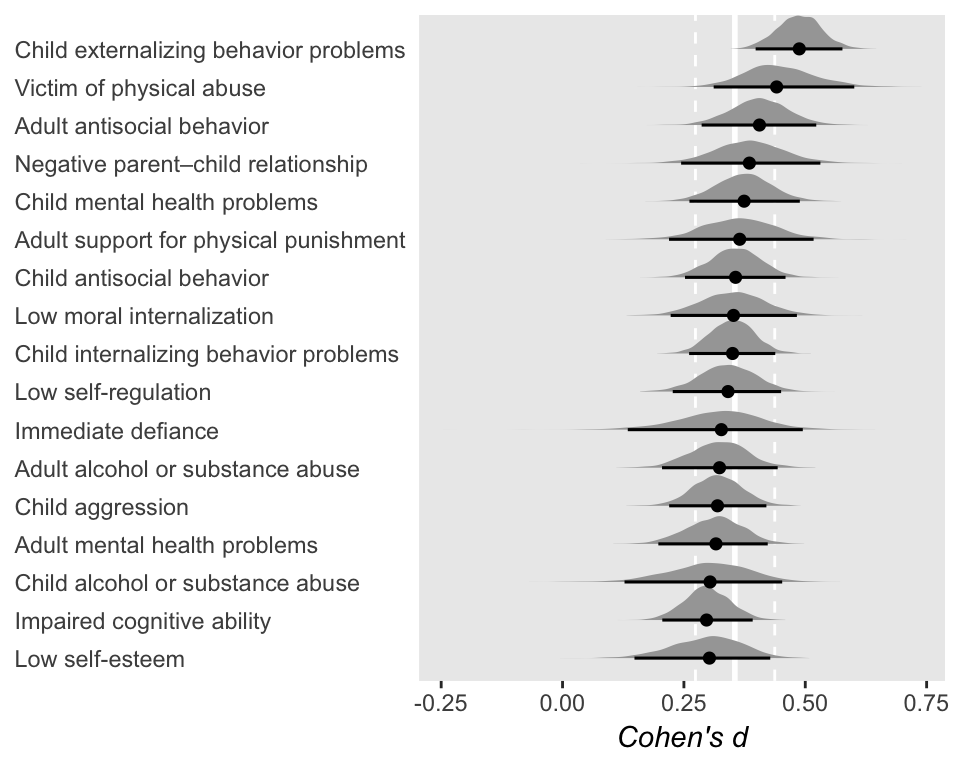 Child externalizing behavior problems
Victim of physical abuse
Adult antisocial behavior
Negative parent–child relationship
Child mental health problems
Adult support for physical punishment
Child antisocial behavior
Low moral internalization
Child internalizing behavior problems
Low self-regulation
Immediate defiance
Adult alcohol or substance abuse
Child aggression
Adult mental health problems
Child alcohol or substance abuse
Impaired cognitive ability
Low self-esteem
-0.25 0.00 0.25 0.50 0.75
Cohen's d